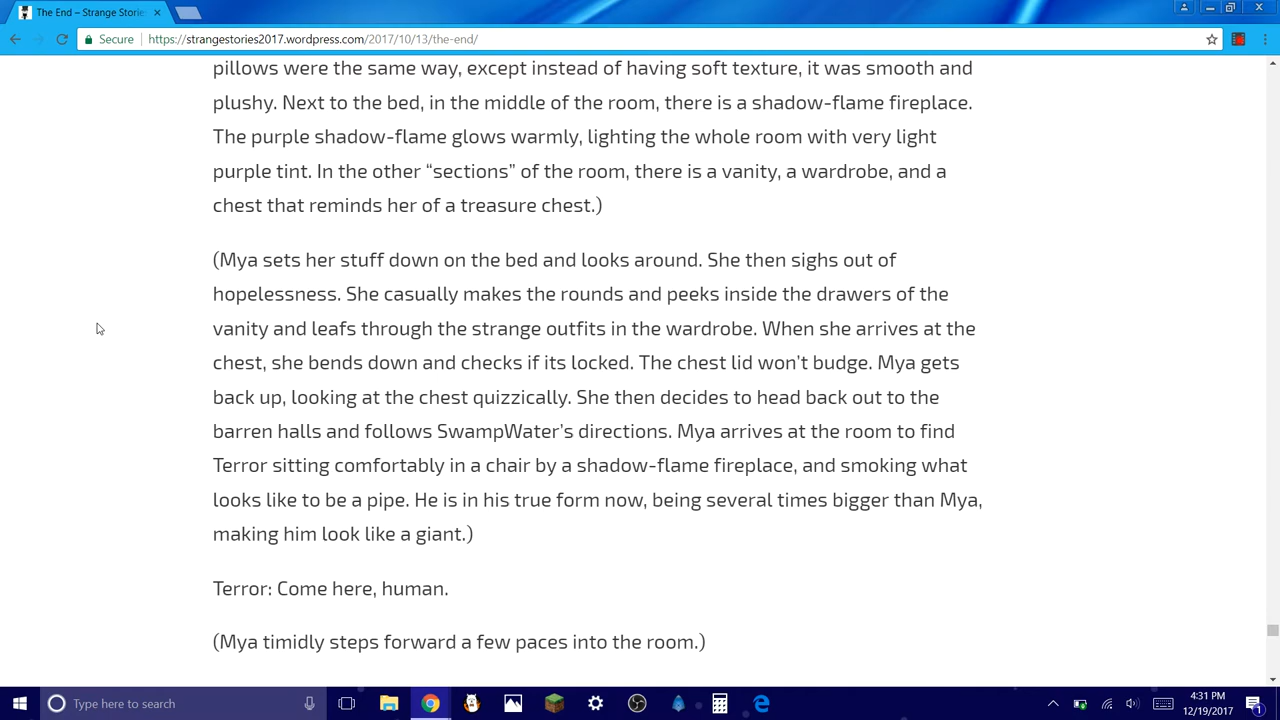 The End – Strange Storie
Secure
https://strangestories2017.wordpress.com/2017/10/13/the-end/
pillows were the same way, except instead of having soft texture, it was smooth and
plushy. Next to the bed, in the middle of the room, there is a shadow-flame fireplace.
The purple shadow-flame glows warmly, lighting the whole room with very light
purple tint. In the other “sections” of the room, there is a vanity, a wardrobe, and a
chest that reminds her of a treasure chest.)
(Mya sets her stuff down on the bed and looks around. She then sighs out of
hopelessness. She casually makes the rounds and peeks inside the drawers of the
vanity and leafs through the strange outfits in the wardrobe. When she arrives at the
chest, she bends down and checks if its locked. The chest lid won’t budge. Mya gets
back up, looking at the chest quizzically. She then decides to head back out to the
barren halls and follows SwampWater’s directions. Mya arrives at the room to find
Terror sitting comfortably in a chair by a shadow-flame fireplace, and smoking what
looks like to be a pipe. He is in his true form now, being several times bigger than Mya,
making him look like a giant.)
Terror: Come here, human.
(Mya timidly steps forward a few paces into the room.)
Type here to search
4:31 PM
12/19/2017
1